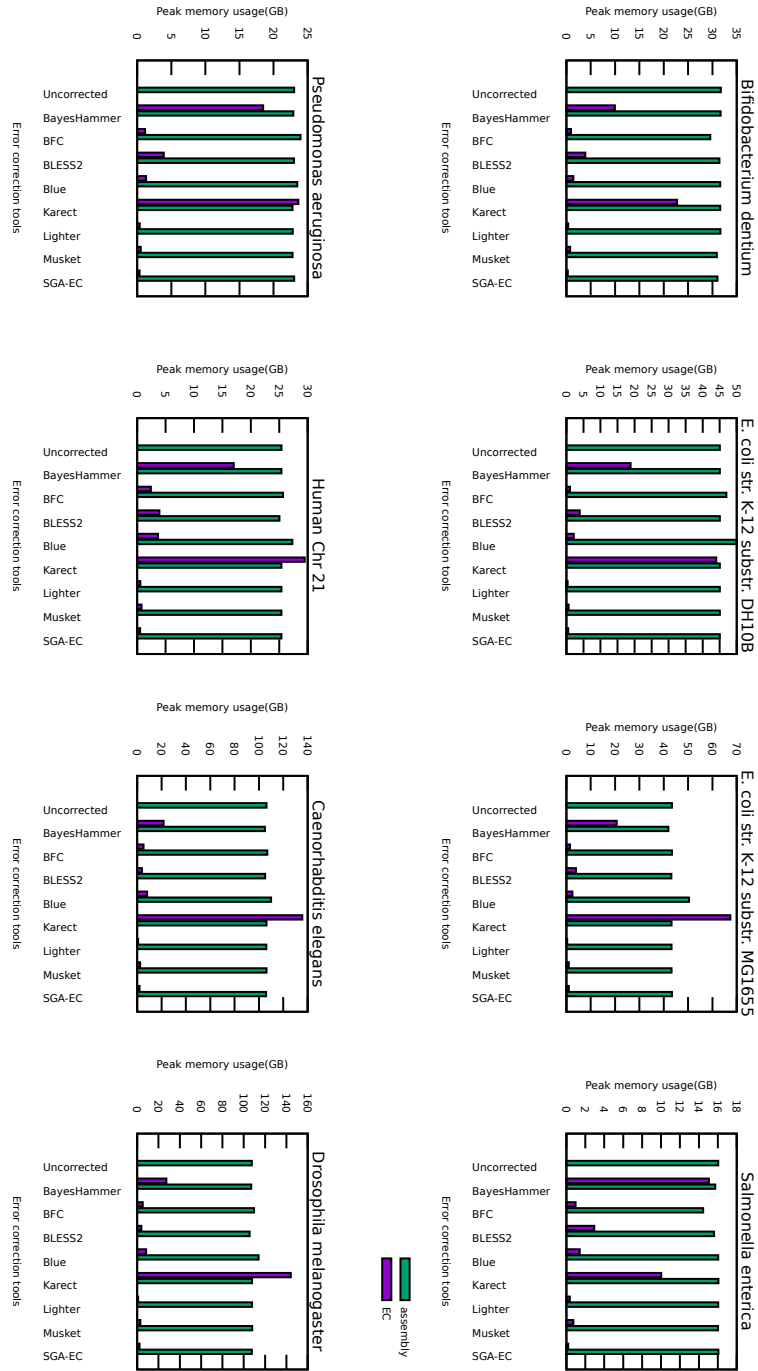 Bifidobacterium dentium
Peak memory usage(GB)
35
30
25
20
15
10
5
0
Uncorrected
BayesHammer
BFC
BLESS2
Blue
Karect
Lighter
Musket
SGA-EC
Error correction tools
E. coli str. K-12 substr. DH10B
Peak memory usage(GB)
50
45
40
35
30
25
20
15
10
5
0
Uncorrected
BayesHammer
BFC
BLESS2
Blue
Karect
Lighter
Musket
SGA-EC
Error correction tools
E. coli str. K-12 substr. MG1655
Peak memory usage(GB)
70
60
50
40
30
20
10
0
Uncorrected
BayesHammer
BFC
BLESS2
Blue
Karect
Lighter
Musket
SGA-EC
Error correction tools
Salmonella enterica
Peak memory usage(GB)
18
16
14
12
10
8
6
4
2
0
Uncorrected
BayesHammer
BFC
BLESS2
Blue
Karect
Lighter
Musket
SGA-EC
Error correction tools
assembly
EC
Pseudomonas aeruginosa
Peak memory usage(GB)
25
20
15
10
5
0
Uncorrected
BayesHammer
BFC
BLESS2
Blue
Karect
Lighter
Musket
SGA-EC
Error correction tools
Human Chr 21
Peak memory usage(GB)
30
25
20
15
10
5
0
Uncorrected
BayesHammer
BFC
BLESS2
Blue
Karect
Lighter
Musket
SGA-EC
Error correction tools
Caenorhabditis elegans
Peak memory usage(GB)
140
120
100
80
60
40
20
0
Uncorrected
BayesHammer
BFC
BLESS2
Blue
Karect
Lighter
Musket
SGA-EC
Error correction tools
Drosophila melanogaster
Peak memory usage(GB)
160
140
120
100
80
60
40
20
0
Uncorrected
BayesHammer
BFC
BLESS2
Blue
Karect
Lighter
Musket
SGA-EC
Error correction tools